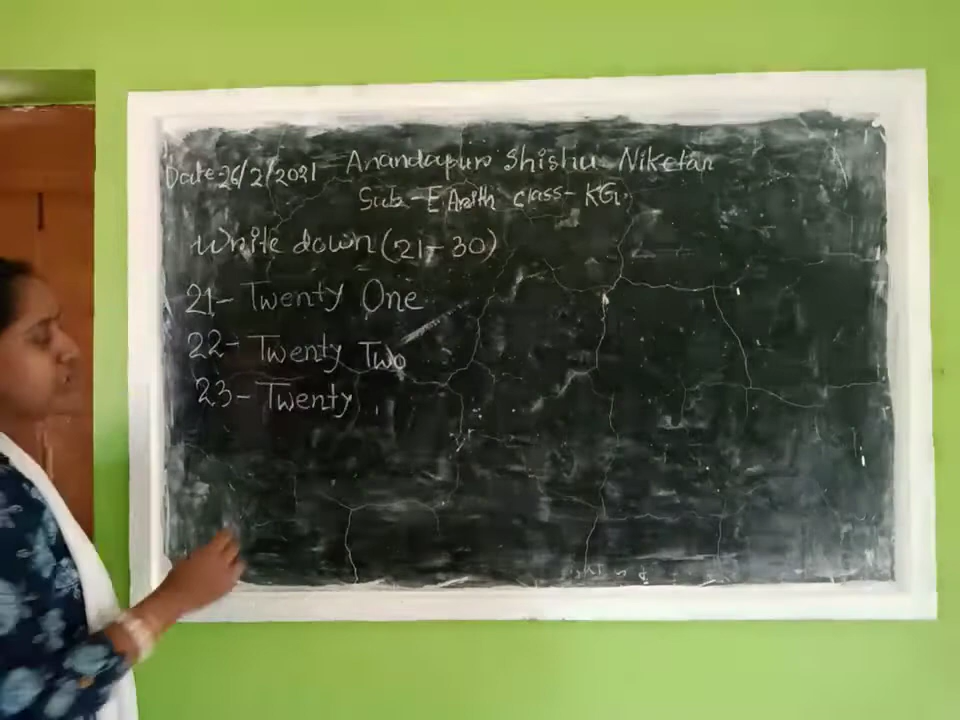 Date-26/2/2021- Anandapur Shishu Niketan
Sub-E.Arith class-KG.
Write down (21-30)
21- Twenty One
22- Twenty Two
23- Twenty